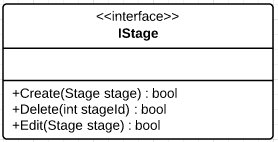 <<interface>>
IStage
+Create(Stage stage) : bool
+Delete(int stageId) : bool
+Edit(Stage stage) : bool